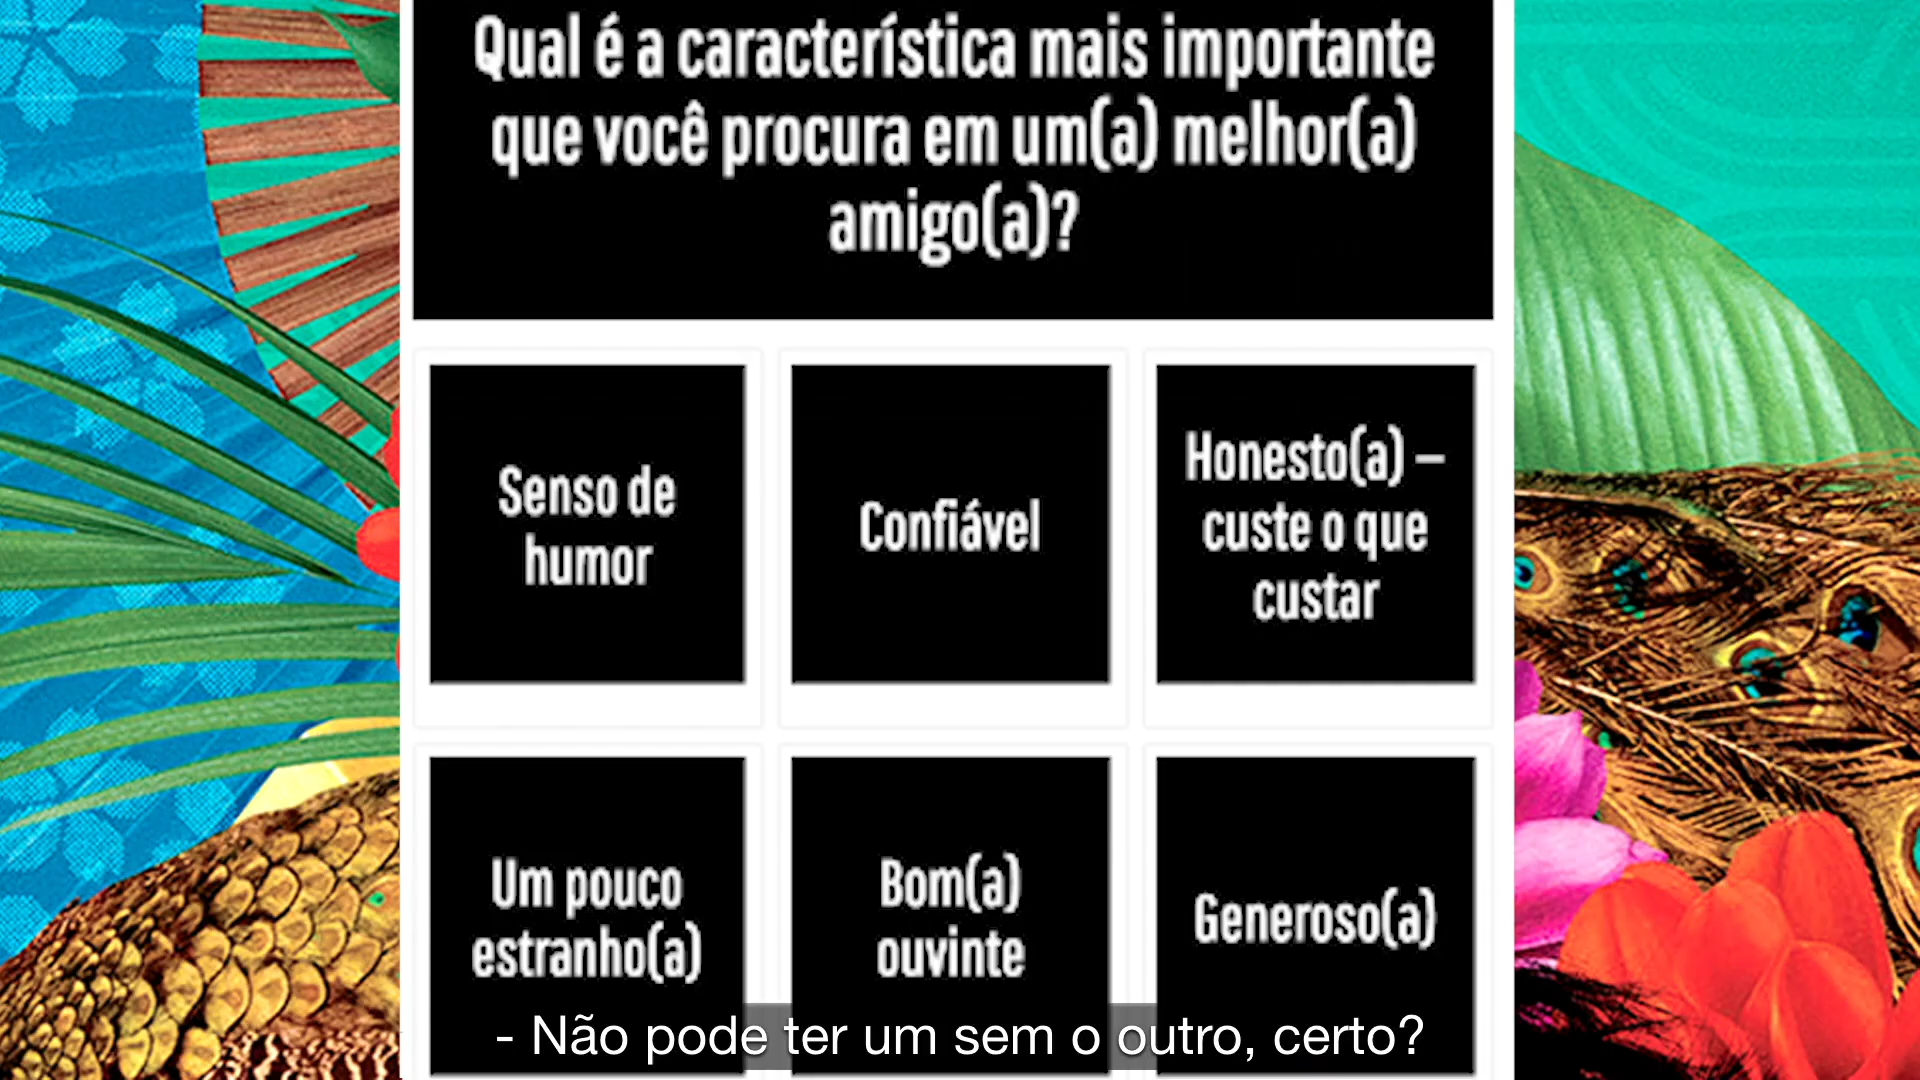 Qual é a característica mais importante
que você procura em um(a) melhor(a)
amigo(a)?
Senso de
humor
Confiável
Honesto(a) –
custe o que
custar
Um pouco
estranho(a)
Bom(a)
ouvinte
Generoso(a)
- Não pode ter um sem o outro, certo?